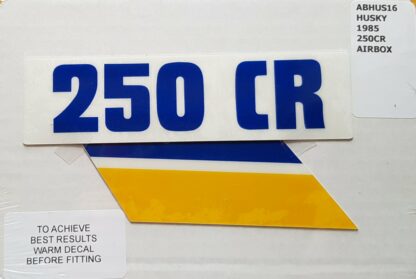 ABHUS16
HUSKY
1985
250CR
AIRBOX
250 CR
TO ACHIEVE
BEST RESULTS
WARM DECAL
BEFORE FITTING